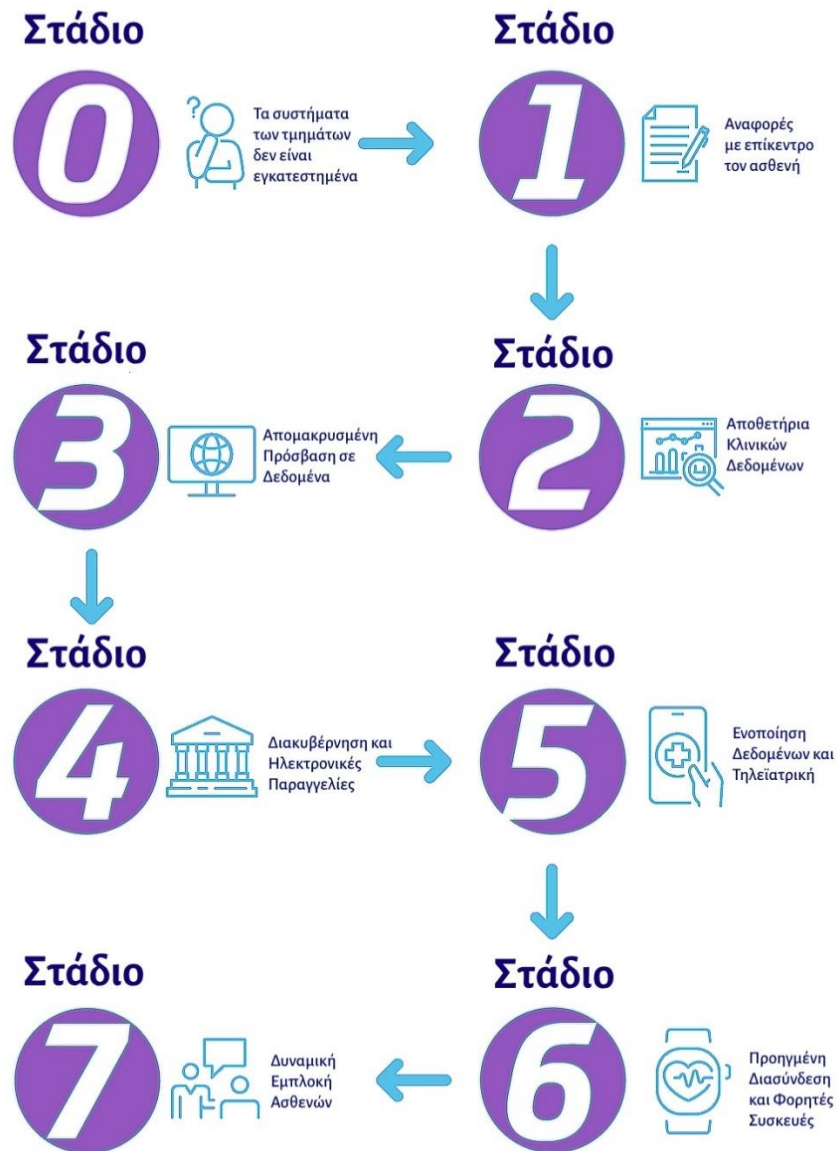 Στάδιο
0
Τα συστήματα
των τμημάτων
δεν είναι
εγκατεστημένα
Στάδιο
1
Αναφορές
με επίκεντρο
τον ασθενή
Στάδιο
2
Αποθετήρια
Κλινικών
Δεδομένων
Στάδιο
3
Απομακρυσμένη
Πρόσβαση σε
Δεδομένα
Στάδιο
4
Διακυβέρνηση και
Ηλεκτρονικές
Παραγγελίες
Στάδιο
5
Ενοποίηση
Δεδομένων και
Τηλεϊατρική
Στάδιο
6
Προηγμένη
Διασύνδεση
και Φορητές
Συσκευές
Στάδιο
7
Δυναμική
Εμπλοκή
Ασθενών